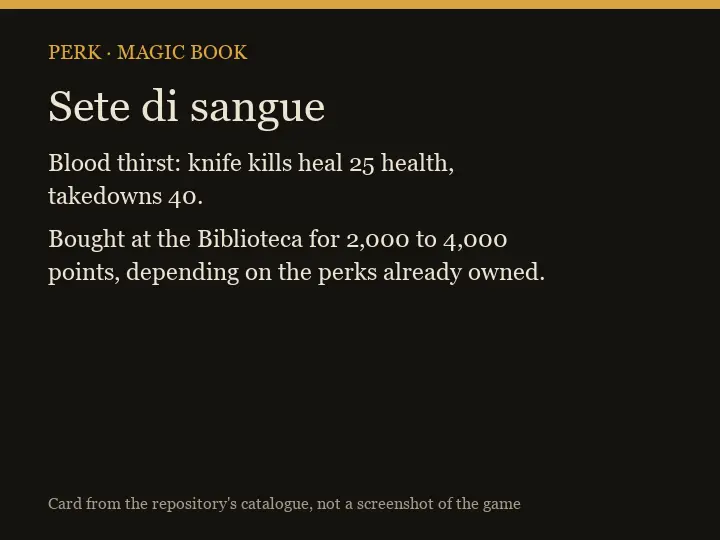 PERK · MAGIC BOOK
Sete di sangue
Blood thirst: knife kills heal 25 health,
takedowns 40.
Bought at the Biblioteca for 2,000 to 4,000
points, depending on the perks already owned.
Card from the repository's catalogue, not a screenshot of the game